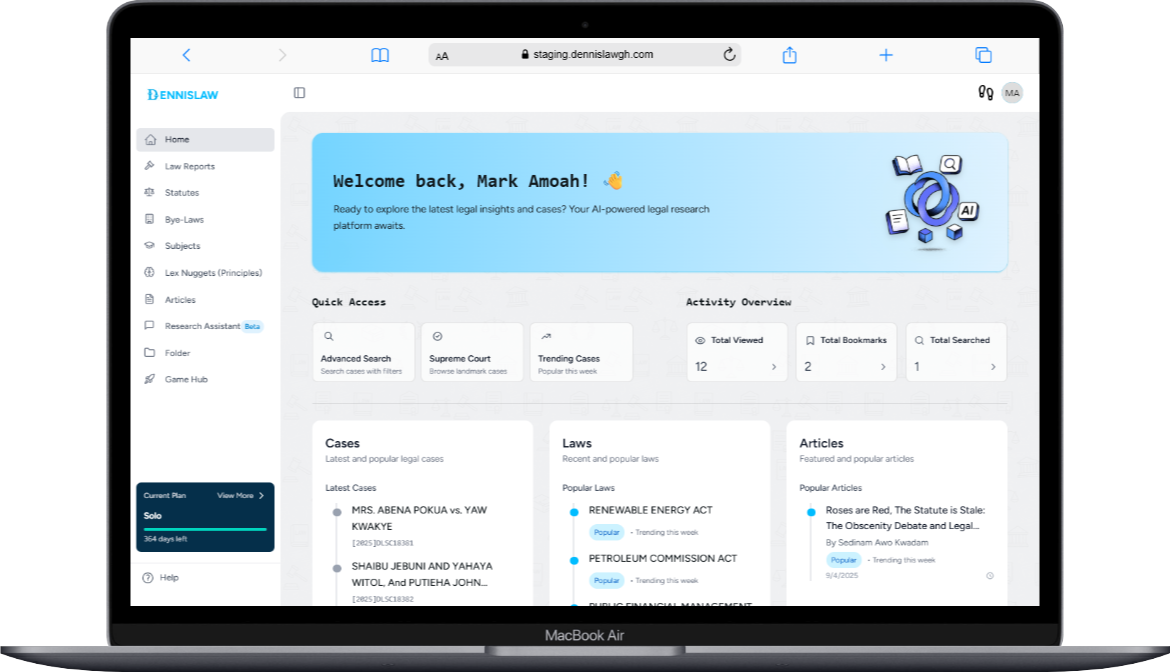 AA
staging.dennislawgh.com
DENNISLAW
MA
Home
Law Reports
Statutes
Bye-Laws
Subjects
Lex Nuggets (Principles)
Articles
Research Assistant Beta
Folder
Game Hub
Current Plan View More
Solo
364 days left
Help
Welcome back, Mark Amoah!
Ready to explore the latest legal insights and cases? Your AI-powered legal research
platform awaits.
AI
Quick Access
Advanced Search
Search cases with filters
Supreme Court
Browse landmark cases
Trending Cases
Popular this week
Activity Overview
Total Viewed
12
Total Bookmarks
2
Total Searched
1
Cases
Latest and popular legal cases
Latest Cases
MRS. ABENA POKUA vs. YAW
KWAKYE
[2025]DLSC18381
SHAIBU JEBUNI AND YAHAYA
WITOL, And PUTIEHA JOHN...
[2025]DLSC18382
Laws
Recent and popular laws
Popular Laws
RENEWABLE ENERGY ACT
Popular • Trending this week
PETROLEUM COMMISSION ACT
Popular • Trending this week
PUBLIC FINANCIAL MANAGEMENT
Articles
Featured and popular articles
Popular Articles
Roses are Red, The Statute is Stale:
The Obscenity Debate and Legal...
By Sedinam Awo Kwadam
Popular • Trending this week
9/4/2025
MacBook Air